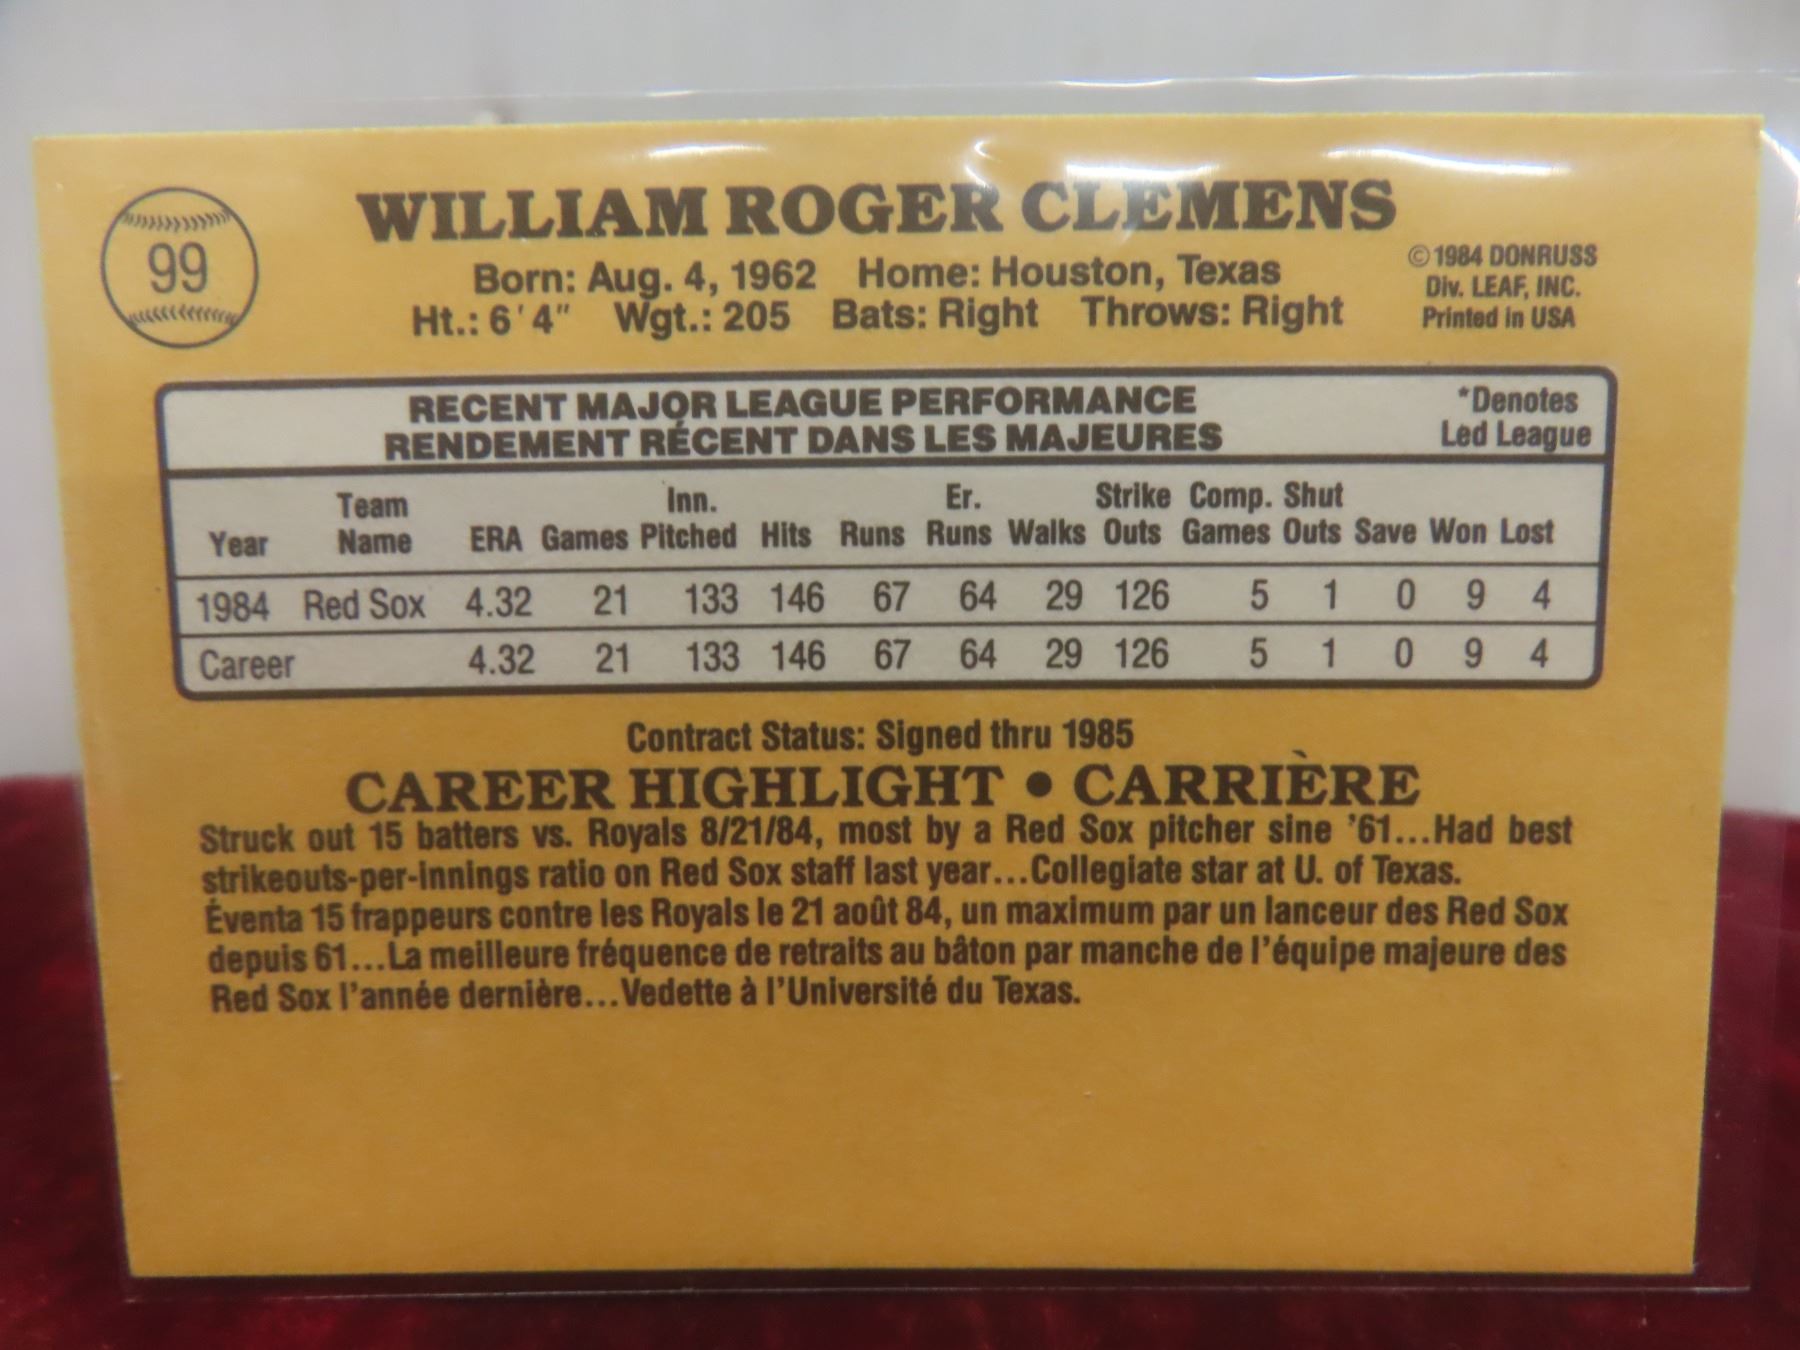 99
WILLIAM ROGER CLEMENS
Born: Aug. 4, 1962 Home: Houston, Texas
Ht.: 6'4" Wgt.: 205 Bats: Right Throws: Right
©1984 DONRUSS
Div. LEAF, INC.
Printed in USA
RECENT MAJOR LEAGUE PERFORMANCE
RENDEMENT RÉCENT DANS LES MAJEURES
*Denotes
Led League
Team Inn. Er. Strike Comp. Shut
Year Name ERA Games Pitched Hits Runs Runs Walks Outs Games Outs Save Won Lost
1984 Red Sox 4.32 21 133 146 67 64 29 126 5 1 0 9 4
Career 4.32 21 133 146 67 64 29 126 5 1 0 9 4
Contract Status: Signed thru 1985
CAREER HIGHLIGHT • CARRIÈRE
Struck out 15 batters vs. Royals 8/21/84, most by a Red Sox pitcher sine '61...Had best
strikeouts-per-innings ratio on Red Sox staff last year...Collegiate star at U. of Texas.
Éventa 15 frappeurs contre les Royals le 21 août 84, un maximum par un lanceur des Red Sox
depuis 61...La meilleure fréquence de retraits au bâton par manche de l'équipe majeure des
Red Sox l'année dernière...Vedette à l'Université du Texas.